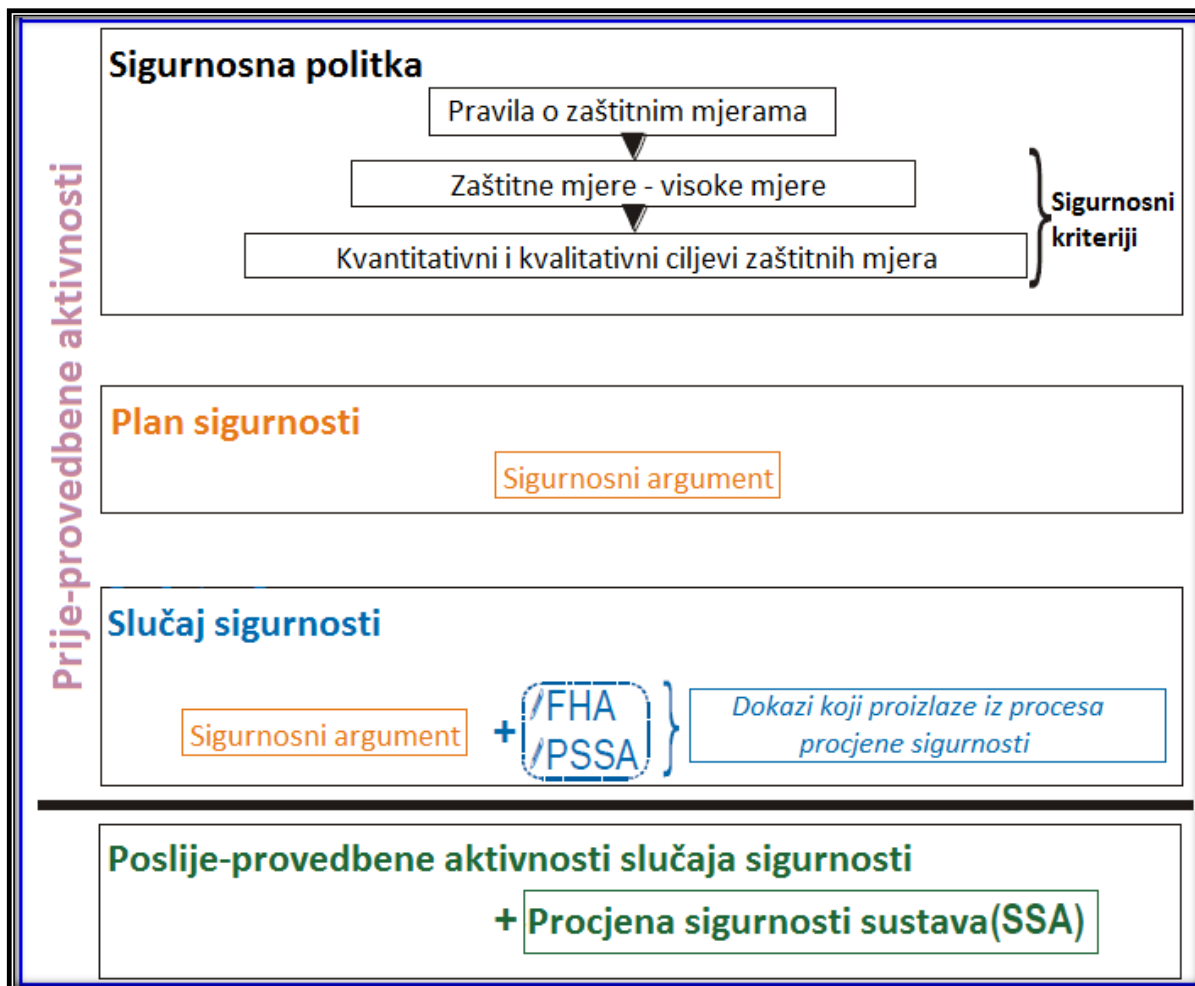 Prije-provedbene aktivnosti
Sigurnosna politka
Pravila o zaštitnim mjerama
Zaštitne mjere - visoke mjere
Kvantitativni i kvalitativni ciljevi zaštitnih mjera
Sigurnosni
kriteriji
Plan sigurnosti
Sigurnosni argument
Slučaj sigurnosti
Sigurnosni argument
+
FHA
PSSA
Dokazi koji proizlaze iz procesa
procjene sigurnosti
Poslije-provedbene aktivnosti slučaja sigurnosti
+ Procjena sigurnosti sustava(SSA)